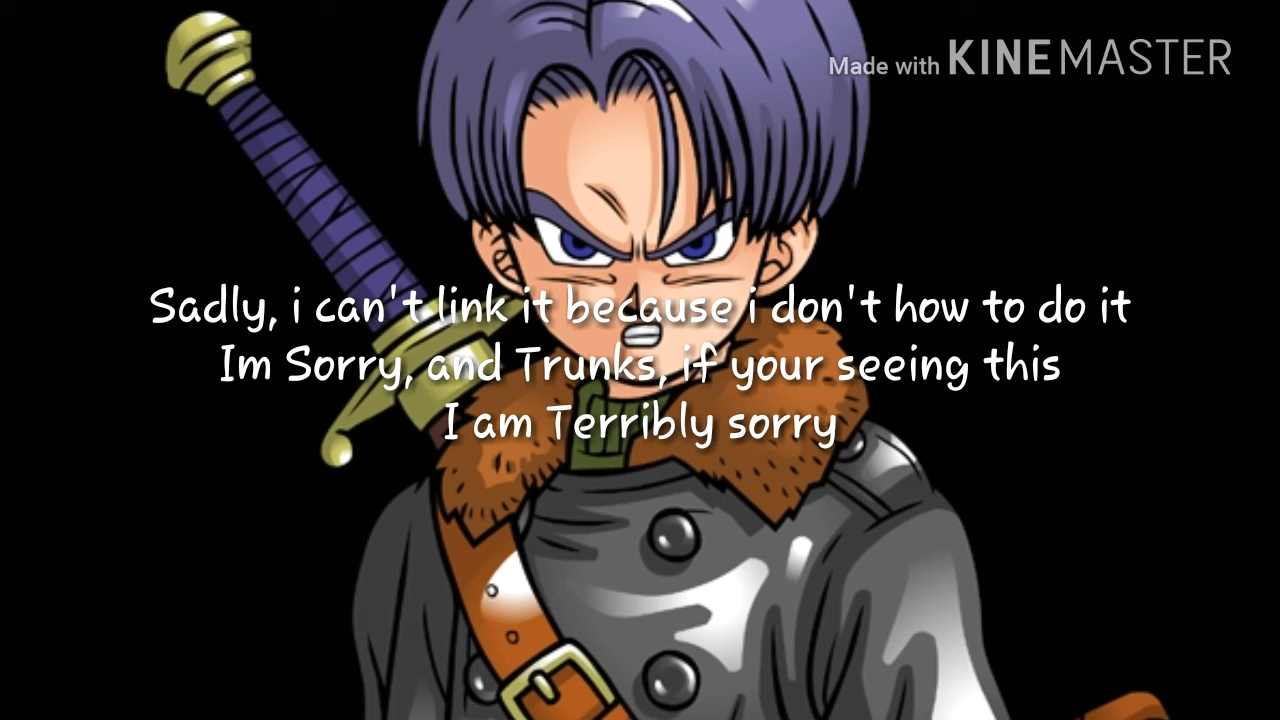 Made with KINEMASTER
Sadly, i can't link it because i don't how to do it
Im Sorry, and Trunks, if your seeing this
I am Terribly sorry